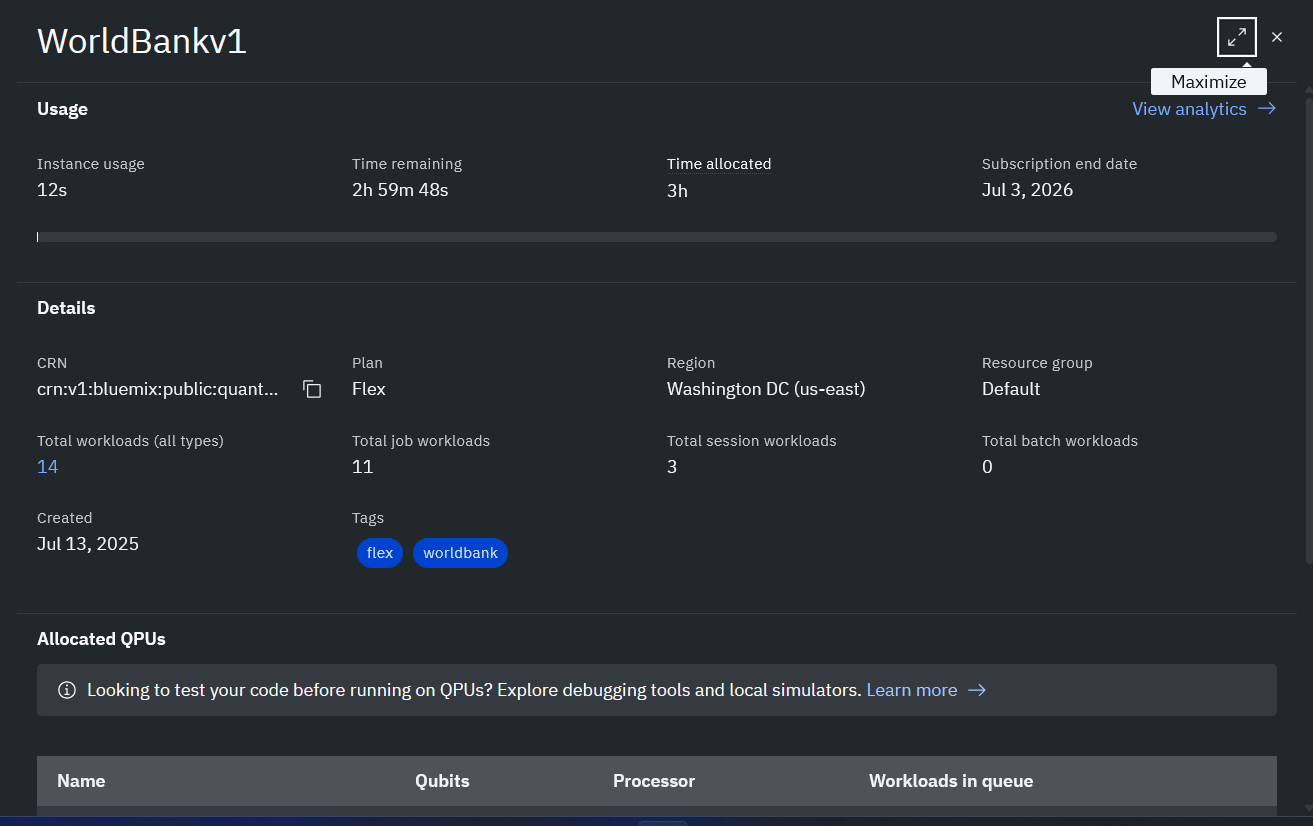 WorldBankv1
Maximize
Usage
View analytics
Instance usage
12s
Time remaining
2h 59m 48s
Time allocated
3h
Subscription end date
Jul 3, 2026
Details
CRN
crn:v1:bluemix:public:quant...
Plan
Flex
Region
Washington DC (us-east)
Resource group
Default
Total workloads (all types)
14
Total job workloads
11
Total session workloads
3
Total batch workloads
0
Created
Jul 13, 2025
Tags
flex
worldbank
Allocated QPUs
Looking to test your code before running on QPUs? Explore debugging tools and local simulators. Learn more
Name Qubits Processor Workloads in queue